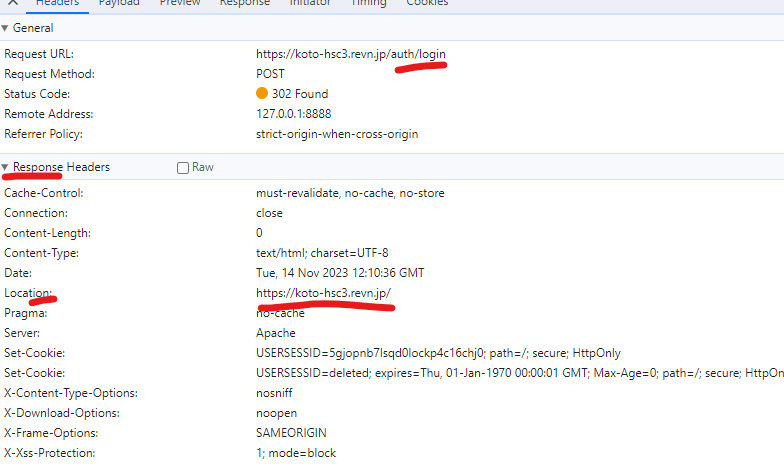 Headers Payload Preview Response Initiator Timing Cookies
General
Request URL: https://koto-hsc3.revn.jp/auth/login
Request Method: POST
Status Code: 302 Found
Remote Address: 127.0.0.1:8888
Referrer Policy: strict-origin-when-cross-origin
Response Headers Raw
Cache-Control: must-revalidate, no-cache, no-store
Connection: close
Content-Length: 0
Content-Type: text/html; charset=UTF-8
Date: Tue, 14 Nov 2023 12:10:36 GMT
Location: https://koto-hsc3.revn.jp/
Pragma: no-cache
Server: Apache
Set-Cookie: USERSESSID=5gjopnb7lsqd0lockp4c16chj0; path=/; secure; HttpOnly
Set-Cookie: USERSESSID=deleted; expires=Thu, 01-Jan-1970 00:00:01 GMT; Max-Age=0; path=/; secure; HttpOn
X-Content-Type-Options: nosniff
X-Download-Options: noopen
X-Frame-Options: SAMEORIGIN
X-Xss-Protection: 1; mode=block